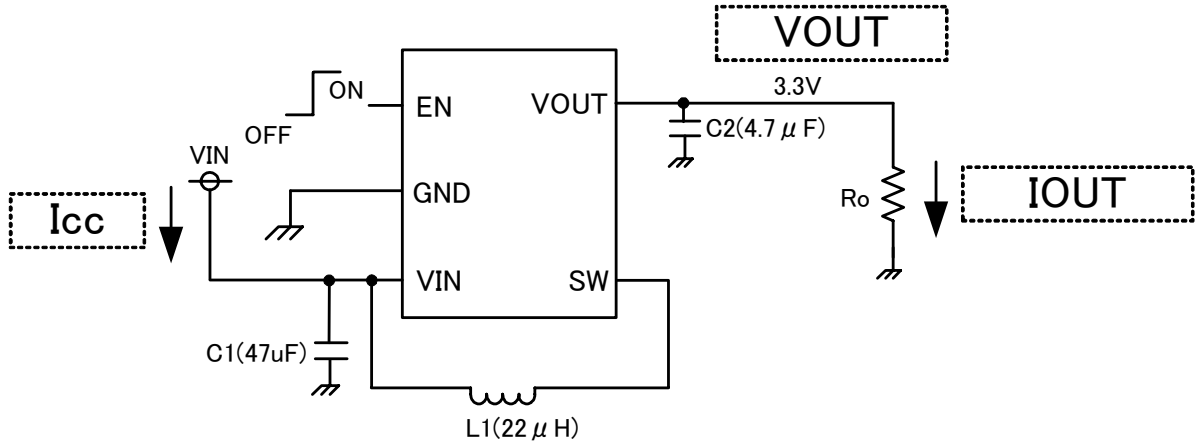 VOUT
3.3V
ON
EN
VOUT
C2(4.7μF)
OFF
VIN
GND
Ro
IOUT
Icc
VIN
SW
C1(47uF)
L1(22μH)